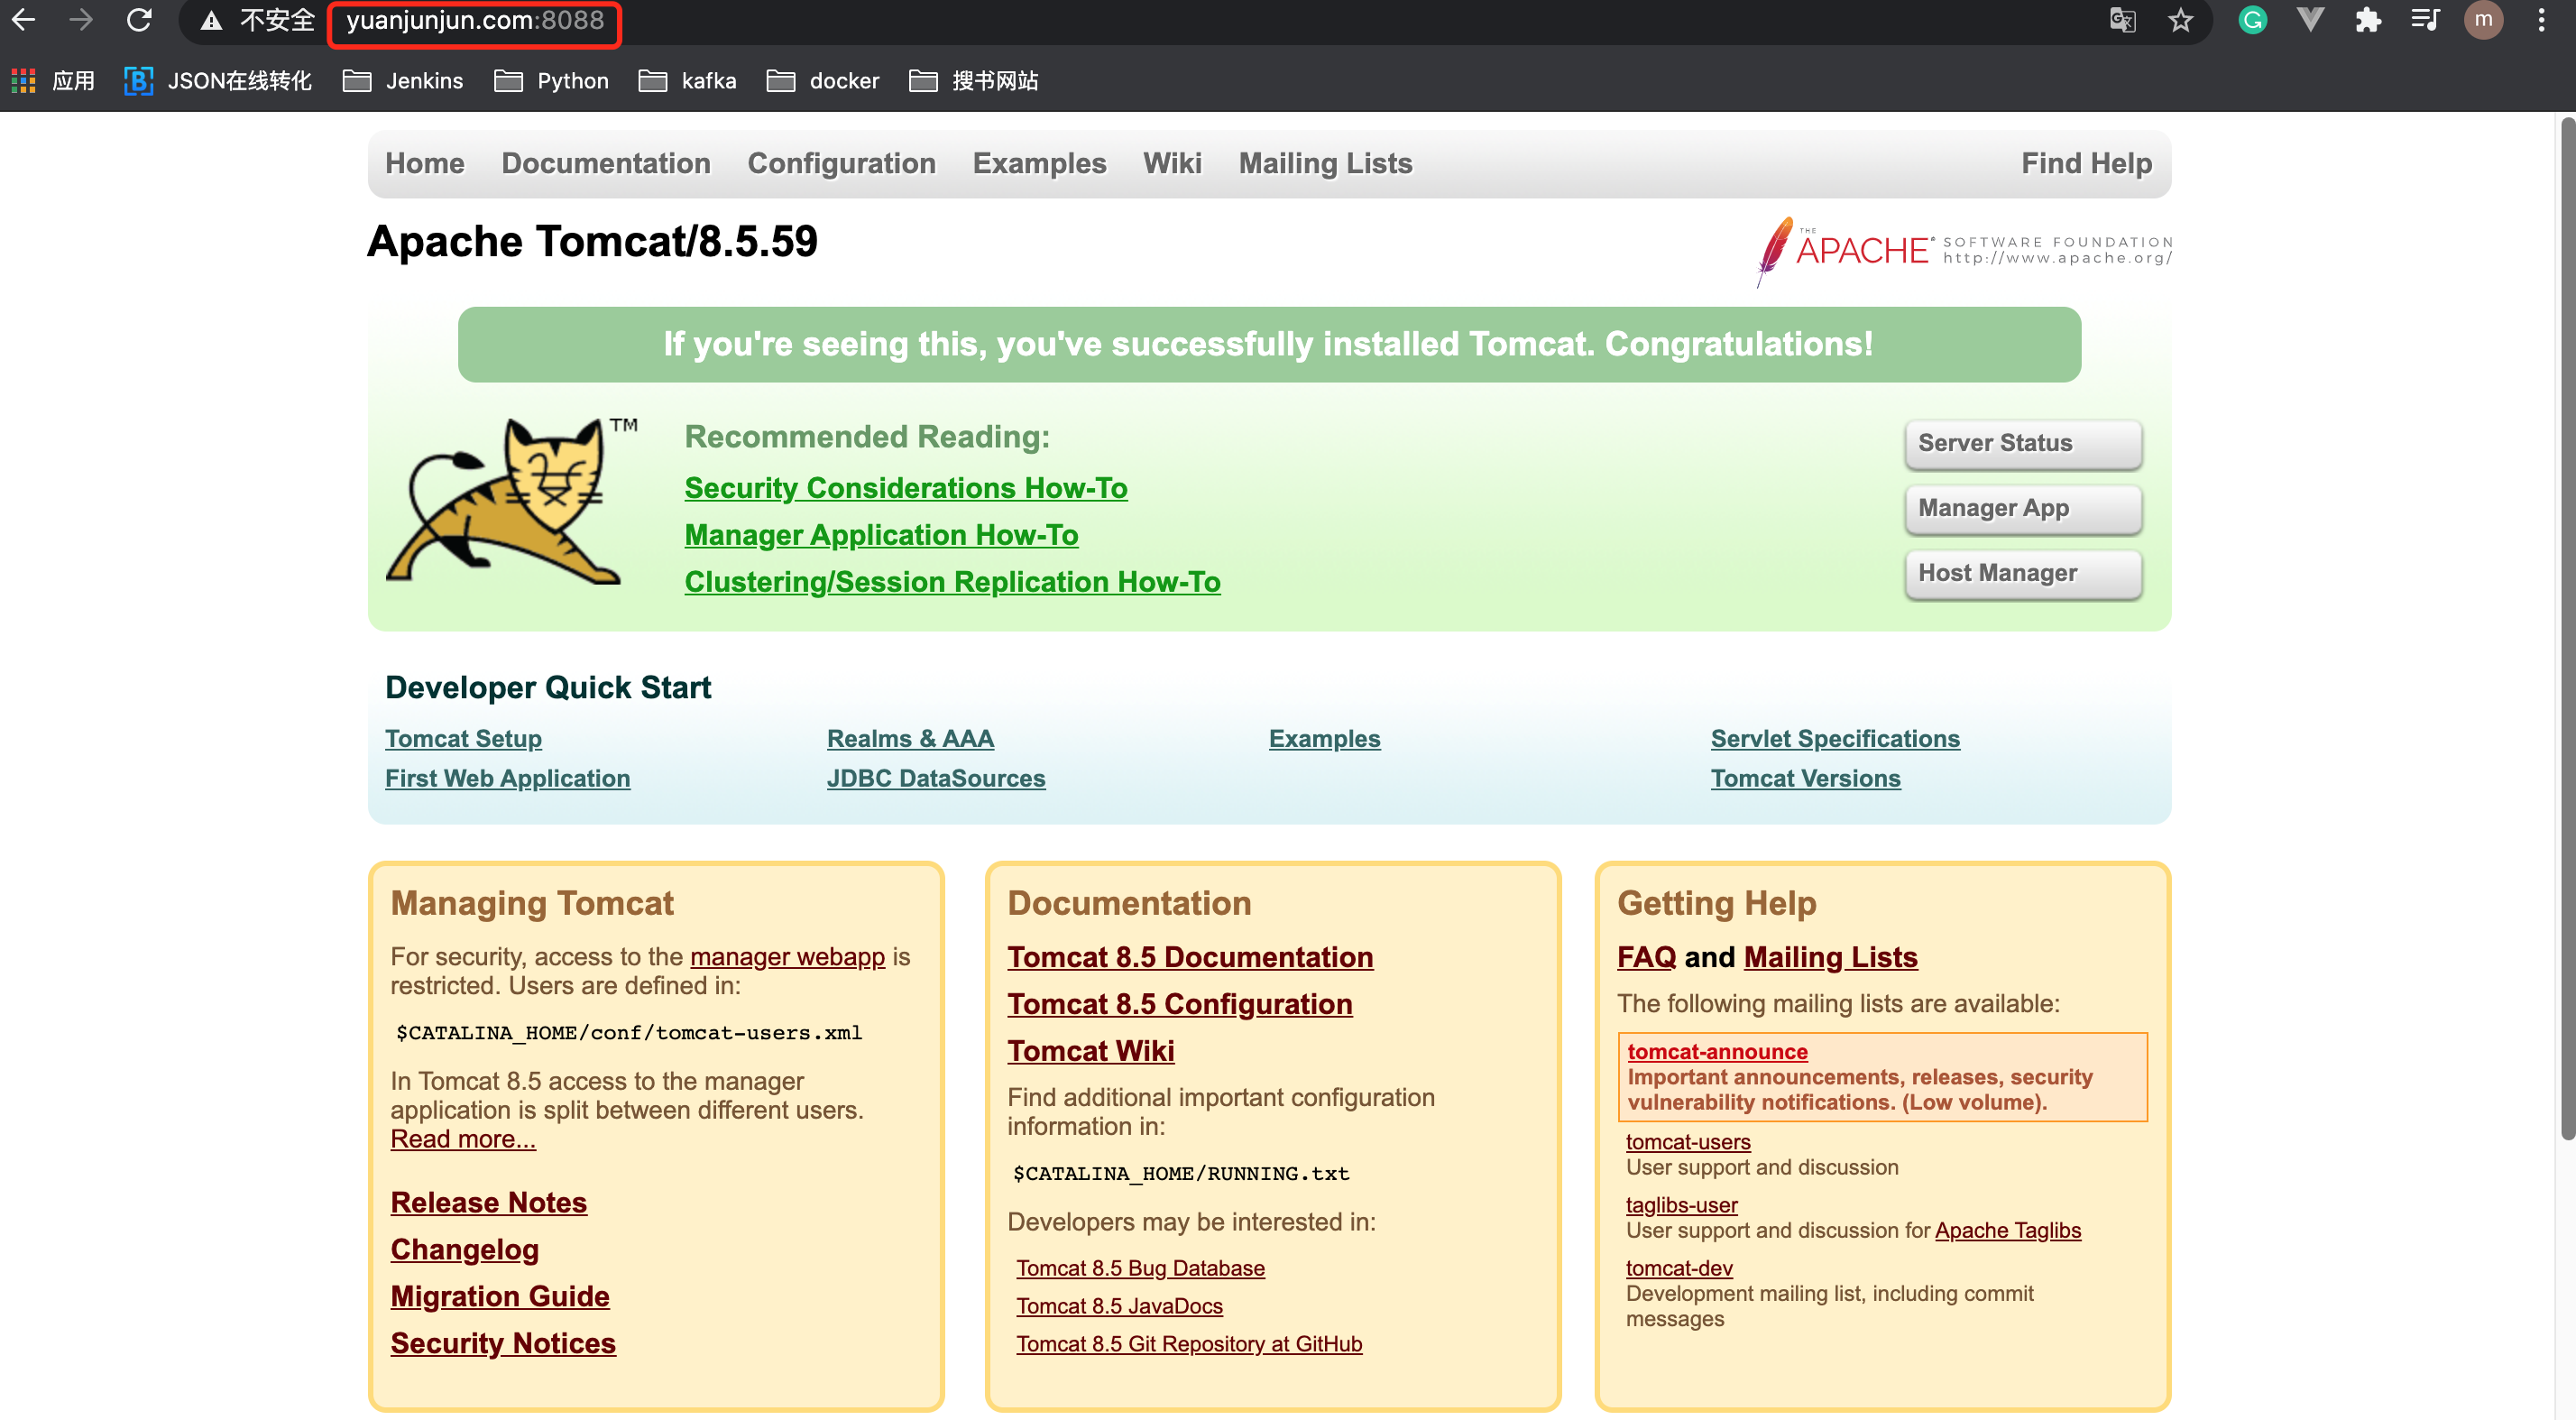 不安全 yuanjunjun.com:8088
m
应用 JSON在线转化 Jenkins Python kafka docker 搜书网站
Home Documentation Configuration Examples Wiki Mailing Lists Find Help
Apache Tomcat/8.5.59
THE APACHE® SOFTWARE FOUNDATION
http://www.apache.org/
If you're seeing this, you've successfully installed Tomcat. Congratulations!
TM
Recommended Reading:
Security Considerations How-To
Manager Application How-To
Clustering/Session Replication How-To
Server Status
Manager App
Host Manager
Developer Quick Start
Tomcat Setup
First Web Application
Realms & AAA
JDBC DataSources
Examples
Servlet Specifications
Tomcat Versions
Managing Tomcat
For security, access to the manager webapp is
restricted. Users are defined in:
$CATALINA_HOME/conf/tomcat-users.xml
In Tomcat 8.5 access to the manager
application is split between different users.
Read more...
Release Notes
Changelog
Migration Guide
Security Notices
Documentation
Tomcat 8.5 Documentation
Tomcat 8.5 Configuration
Tomcat Wiki
Find additional important configuration
information in:
$CATALINA_HOME/RUNNING.txt
Developers may be interested in:
Tomcat 8.5 Bug Database
Tomcat 8.5 JavaDocs
Tomcat 8.5 Git Repository at GitHub
Getting Help
FAQ and Mailing Lists
The following mailing lists are available:
tomcat-announce
Important announcements, releases, security
vulnerability notifications. (Low volume).
tomcat-users
User support and discussion
taglibs-user
User support and discussion for Apache Taglibs
tomcat-dev
Development mailing list, including commit
messages